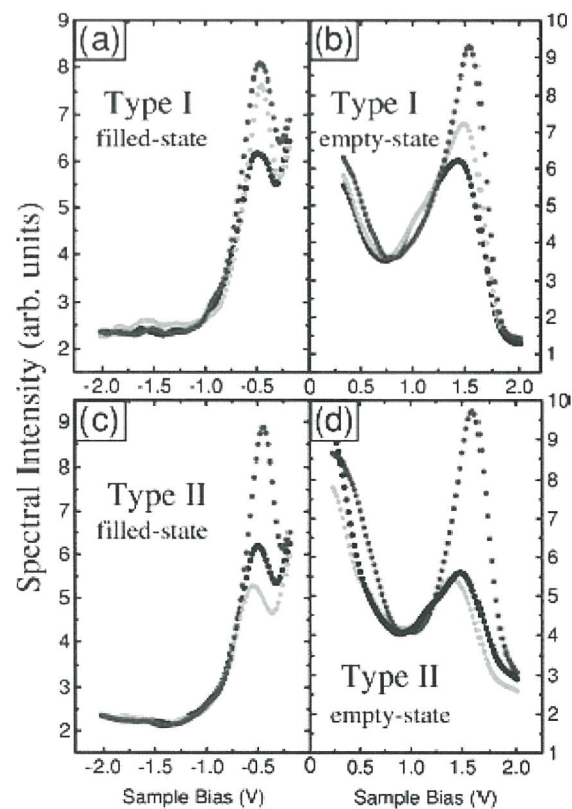 (a)
Type I
filled-state
9
8
7
6
5
4
3
2
-2.0 -1.5 -1.0 -0.5
(b)
Type I
empty-state
10
9
8
7
6
5
4
3
2
1
0 0.5 1.0 1.5 2.0
Spectral Intensity (arb. units)
(c)
Type II
filled-state
9
8
7
6
5
4
3
2
-2.0 -1.5 -1.0 -0.5
Sample Bias (V)
(d)
Type II
empty-state
10
9
8
7
6
5
4
3
2
1
0 0.5 1.0 1.5 2.0
Sample Bias (V)